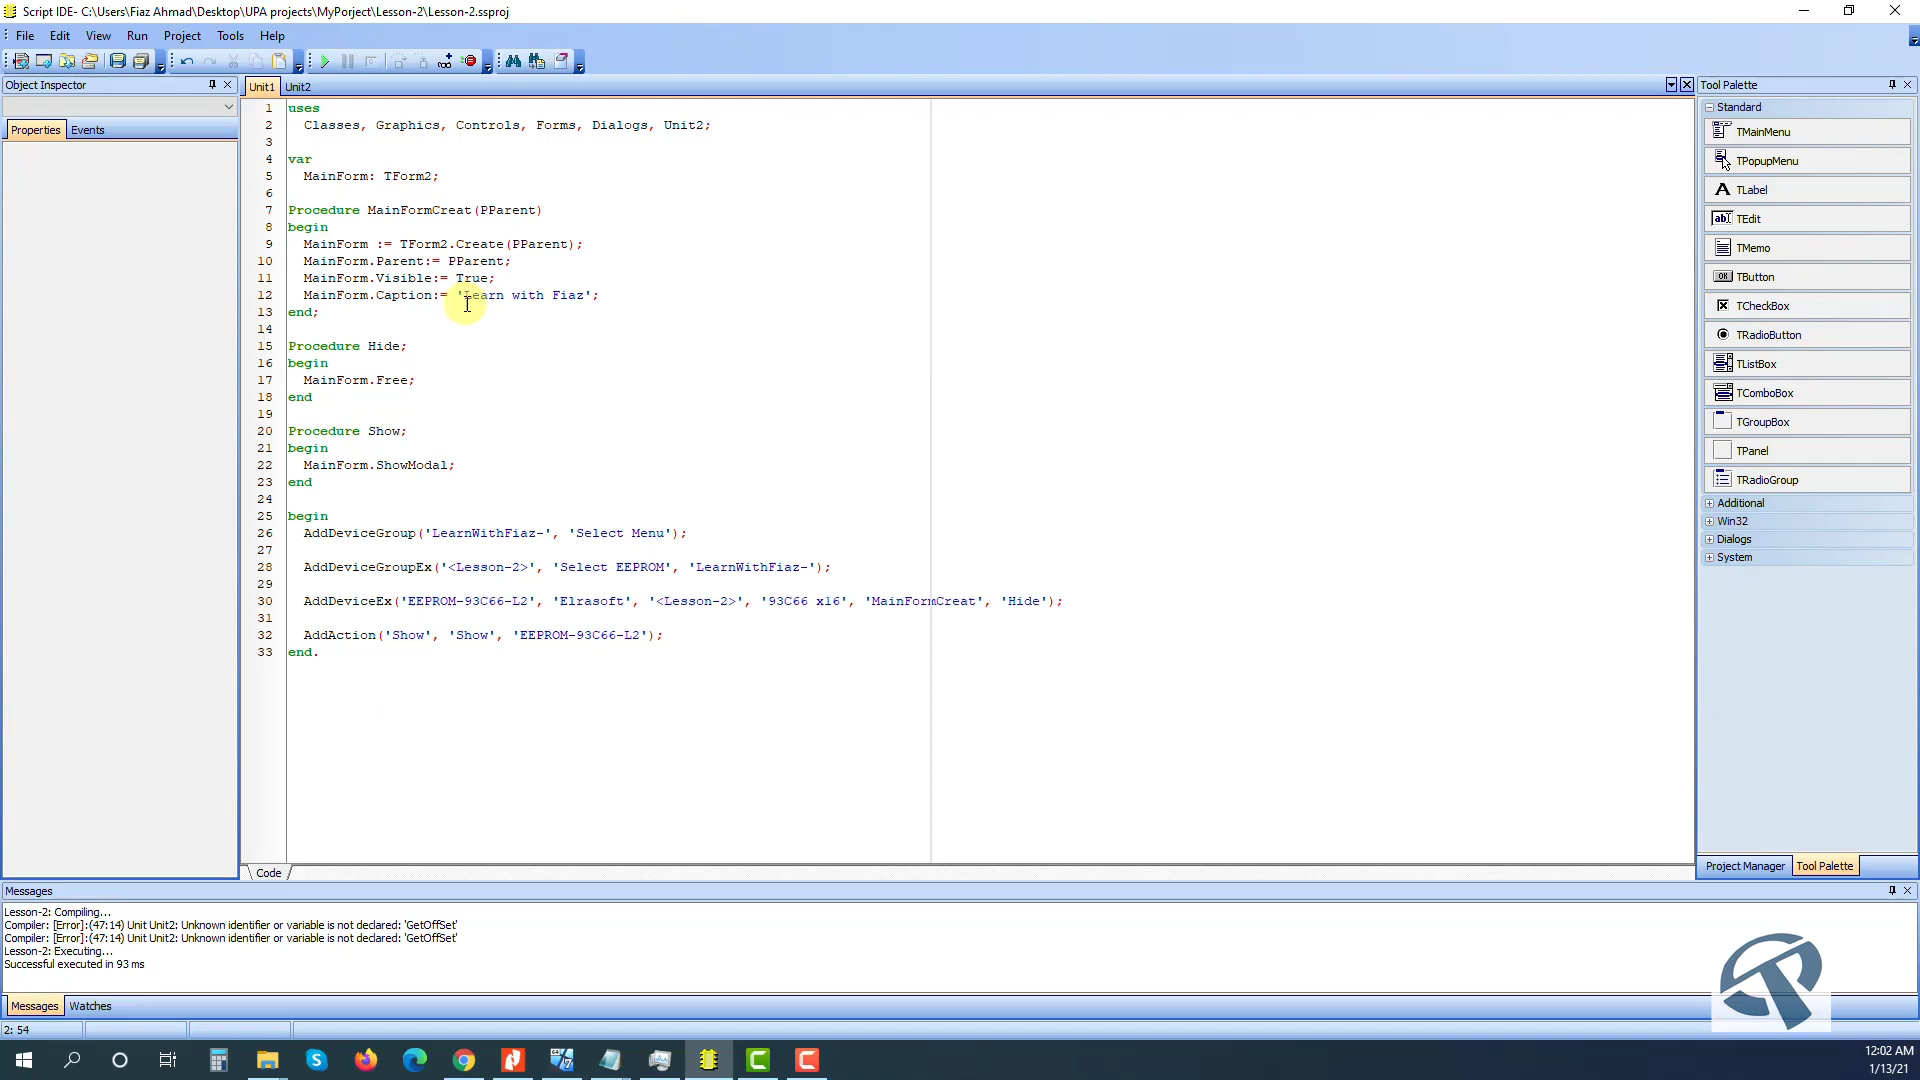 Script IDE- C:\Users\Fiaz Ahmad\Desktop\UPA projects\MyPorject\Lesson-2\Lesson-2.ssproj
File Edit View Run Project Tools Help
Object Inspector
Properties Events
Unit1 Unit2
1 uses
2 Classes, Graphics, Controls, Forms, Dialogs, Unit2;
3
4 var
5 MainForm: TForm2;
6
7 Procedure MainFormCreat(PParent)
8 begin
9 MainForm := TForm2.Create(PParent);
10 MainForm.Parent:= PParent;
11 MainForm.Visible:= True;
12 MainForm.Caption:= 'Learn with Fiaz';
13 end;
14
15 Procedure Hide;
16 begin
17 MainForm.Free;
18 end
19
20 Procedure Show;
21 begin
22 MainForm.ShowModal;
23 end
24
25 begin
26 AddDeviceGroup('LearnWithFiaz-', 'Select Menu');
27
28 AddDeviceGroupEx('<Lesson-2>', 'Select EEPROM', 'LearnWithFiaz-');
29
30 AddDeviceEx('EEPROM-93C66-L2', 'Elrasoft', '<Lesson-2>', '93C66 x16', 'MainFormCreat', 'Hide');
31
32 AddAction('Show', 'Show', 'EEPROM-93C66-L2');
33 end.
Code
Tool Palette
Standard
TMainMenu
TPopupMenu
A TLabel
abI TEdit
TMemo
OK TButton
TCheckBox
TRadioButton
TListBox
TComboBox
TGroupBox
TPanel
TRadioGroup
Additional
Win32
Dialogs
System
Project Manager Tool Palette
Messages
Lesson-2: Compiling...
Compiler: [Error]:(47:14) Unit Unit2: Unknown identifier or variable is not declared: 'GetOffSet'
Compiler: [Error]:(47:14) Unit Unit2: Unknown identifier or variable is not declared: 'GetOffSet'
Lesson-2: Executing...
Successful executed in 93 ms
Messages Watches
2: 54
12:02 AM
1/13/21